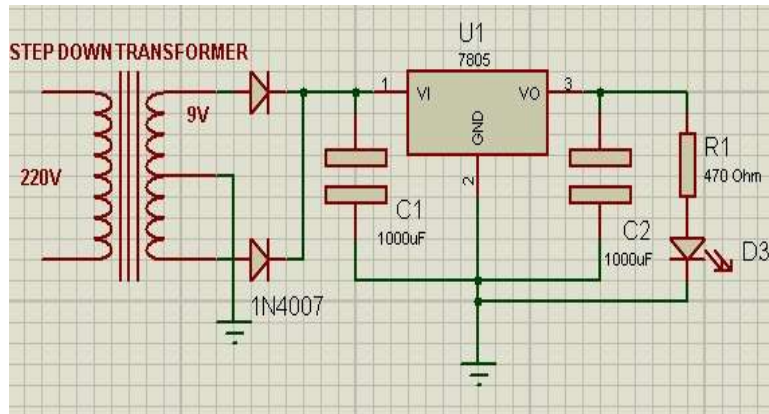 STEP DOWN TRANSFORMER
U1
7805
1
VI
VO
3
GND
2
9V
220V
C1
1000uF
C2
1000uF
R1
470 Ohm
D3
1N4007